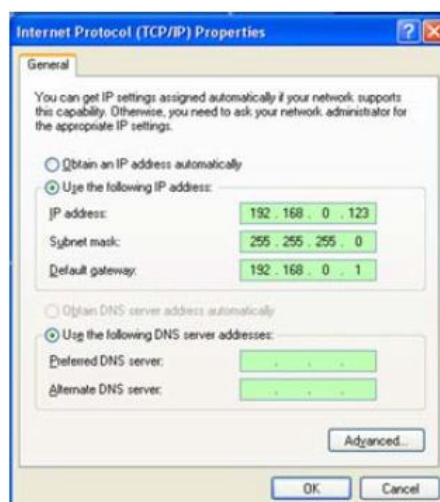 Internet Protocol (TCP/IP) Properties
General
You can get IP settings assigned automatically if your network supports
this capability. Otherwise, you need to ask your network administrator for
the appropriate IP settings.
Obtain an IP address automatically
Use the following IP address:
IP address: 192 . 168 . 0 . 123
Subnet mask: 255 . 255 . 255 . 0
Default gateway: 192 . 168 . 0 . 1
Obtain DNS server address automatically
Use the following DNS server addresses:
Preferred DNS server: . . .
Alternate DNS server: . . .
Advanced...
OK Cancel